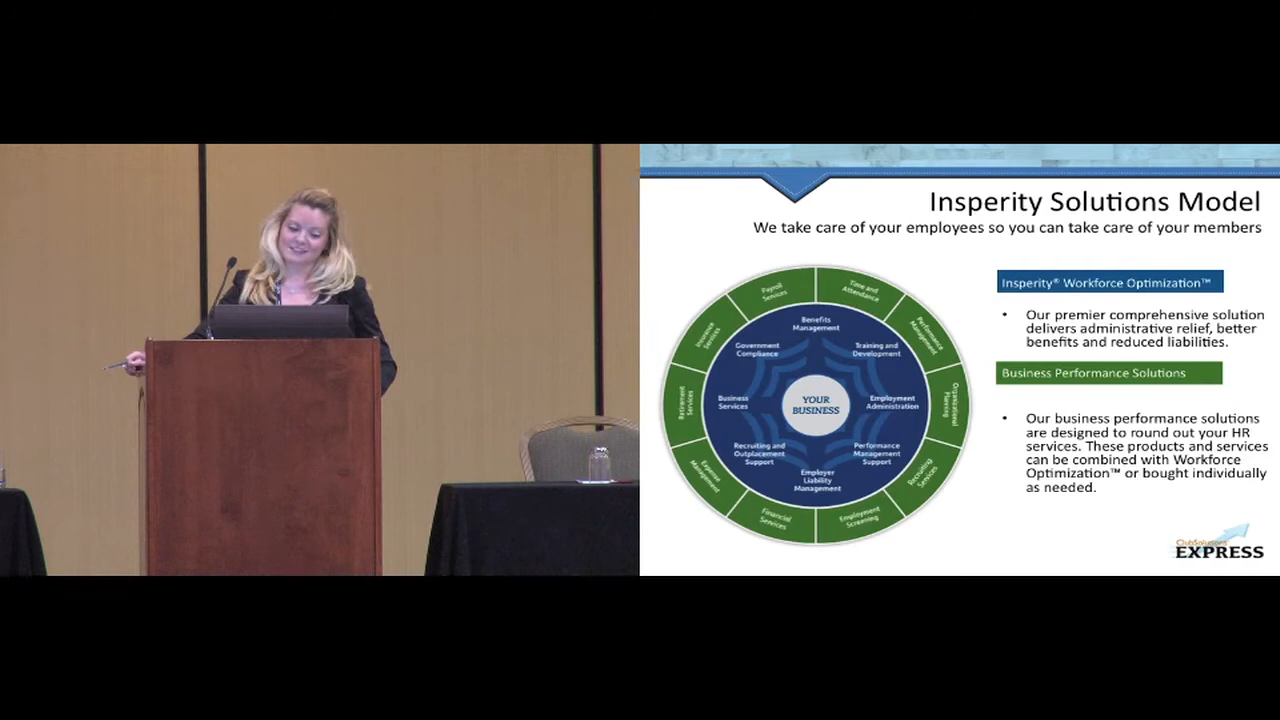 Insperity Solutions Model
We take care of your employees so you can take care of your members
Payroll
Services
Time and
Attendance
Performance
Management
Organizational
Planning
Recruiting
Services
Employment
Screening
Financial
Services
Expense
Management
Retirement
Services
Insurance
Services
Benefits
Management
Training and
Development
Employment
Administration
Performance
Management
Support
Employer
Liability
Management
Recruiting and
Outplacement
Support
Business
Services
Government
Compliance
YOUR
BUSINESS
Insperity® Workforce Optimization™
• Our premier comprehensive solution
delivers administrative relief, better
benefits and reduced liabilities.
Business Performance Solutions
• Our business performance solutions
are designed to round out your HR
services. These products and services
can be combined with Workforce
Optimization™ or bought individually
as needed.
ClubSolutions
EXPRESS